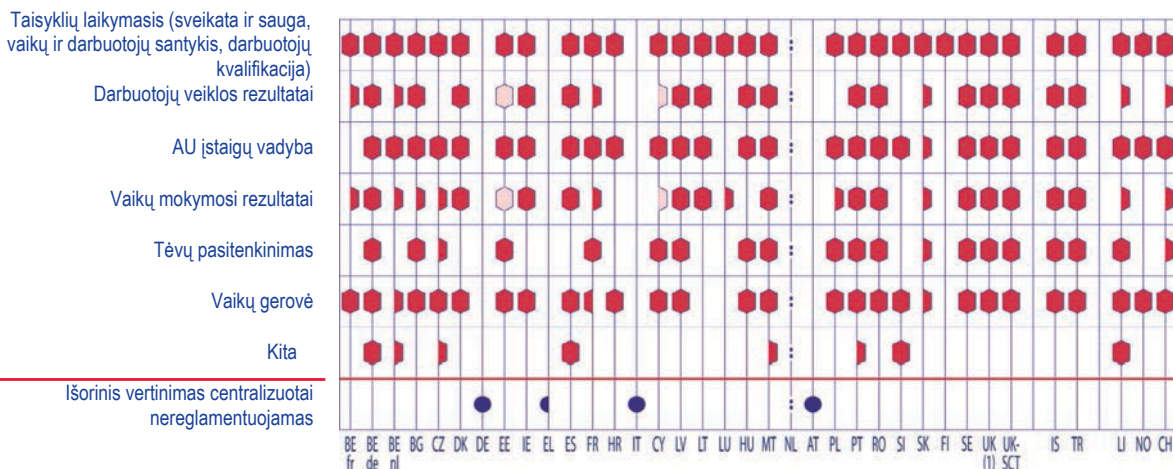 Taisyklių laikymasis (sveikata ir sauga,
vaikų ir darbuotojų santykis, darbuotojų
kvalifikacija)
Darbuotojų veiklos rezultatai
AU įstaigų vadyba
Vaikų mokymosi rezultatai
Tėvų pasitenkinimas
Vaikų gerovė
Kita
Išorinis vertinimas centralizuotai
nereglamentuojamas
BE BE BE BG CZ DK DE EE IE EL ES FR HR IT CY LV LT LU HU MT NL AT PL PT RO SI SK FI SE UK UK- IS TR LI NO CH
fr de nl (1) SCT